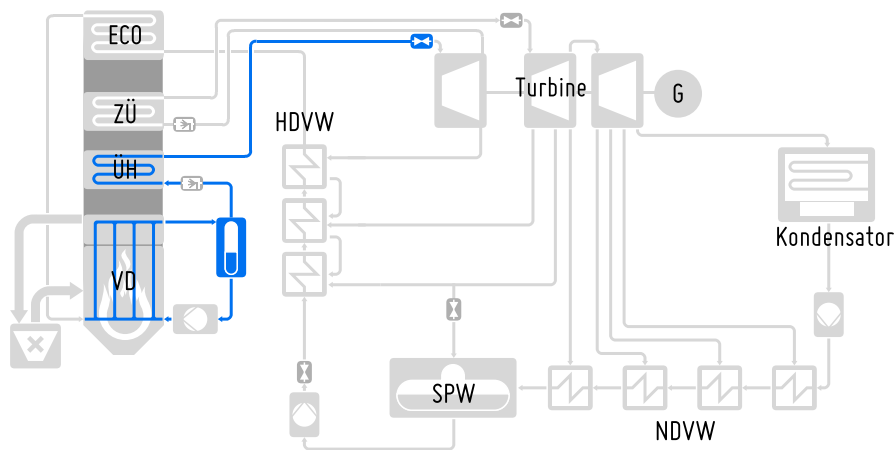 ECO
ZÜ
ÜH
VD
HDVW
Turbine
G
Kondensator
SPW
NDVW